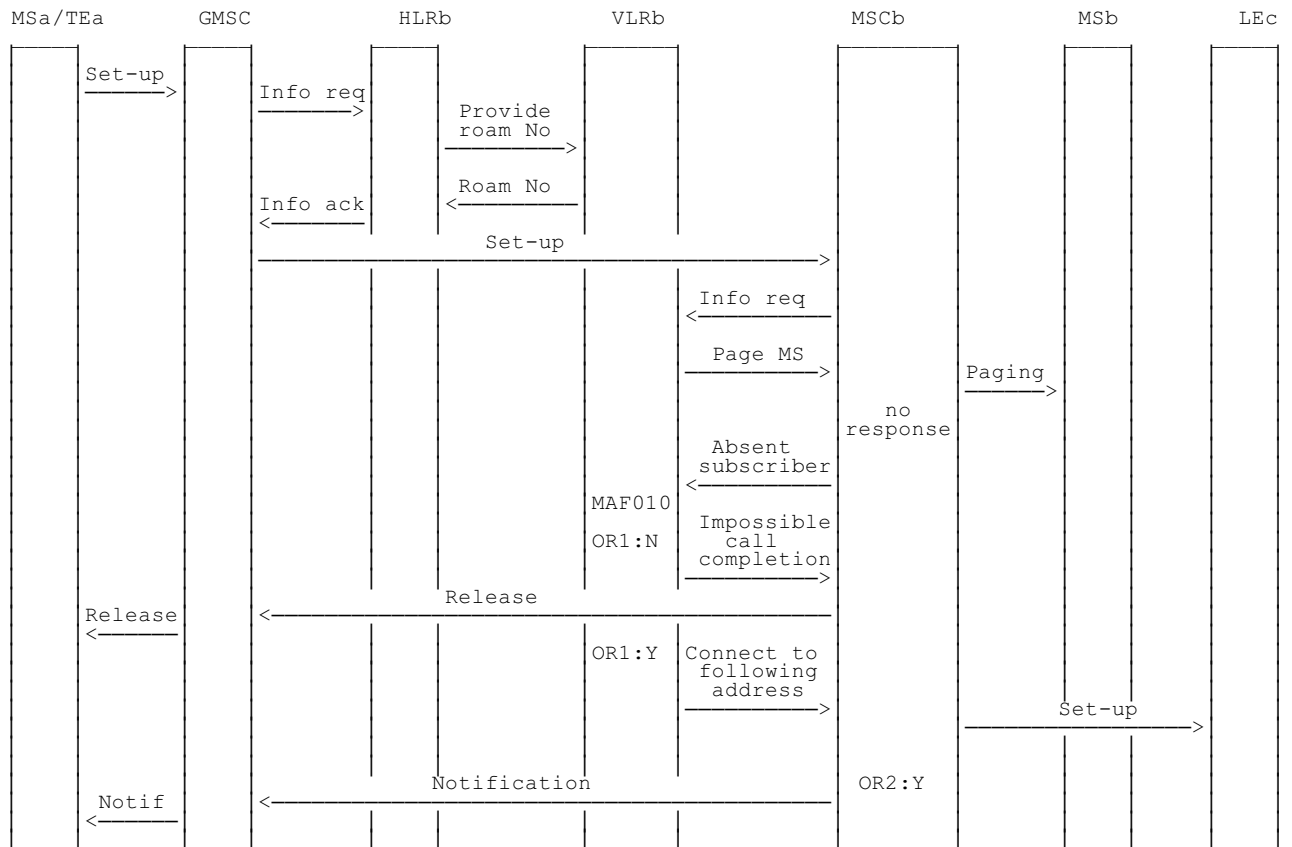 MSa/TEa GMSC HLRb VLRb MSCb MSb LEc
Set-up
Info req
Provide
roam No
Roam No
Info ack
Set-up
Info req
Page MS
Paging
no
response
Absent
subscriber
MAF010
Impossible
OR1:N call
completion
Release
Release
OR1:Y Connect to
following
address
Set-up
Notification OR2:Y
Notif